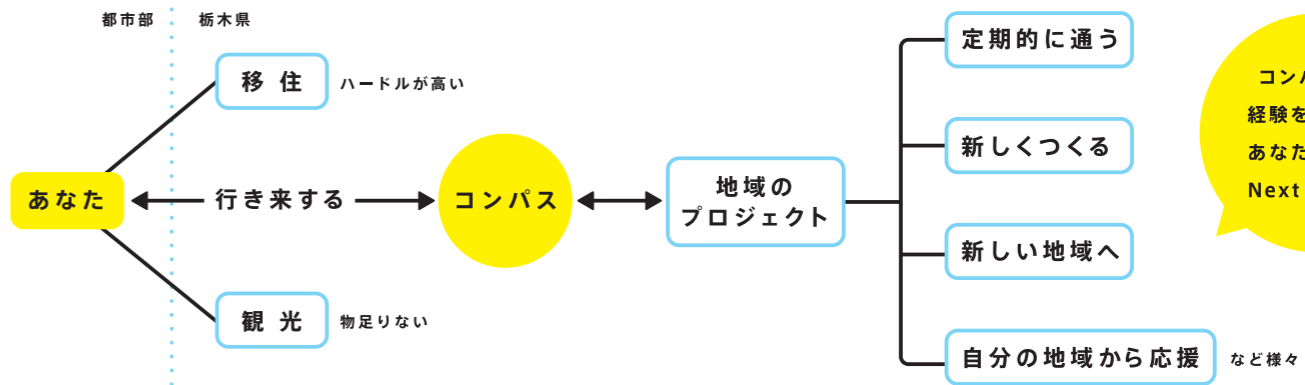 都市部
栃木県
移住
ハードルが高い
あなた
行き来する
コンパス
地域の
プロジェクト
観光
物足りない
定期的に通う
新しくつくる
新しい地域へ
自分の地域から応援
など様々
コン
経験を
あなた
Next